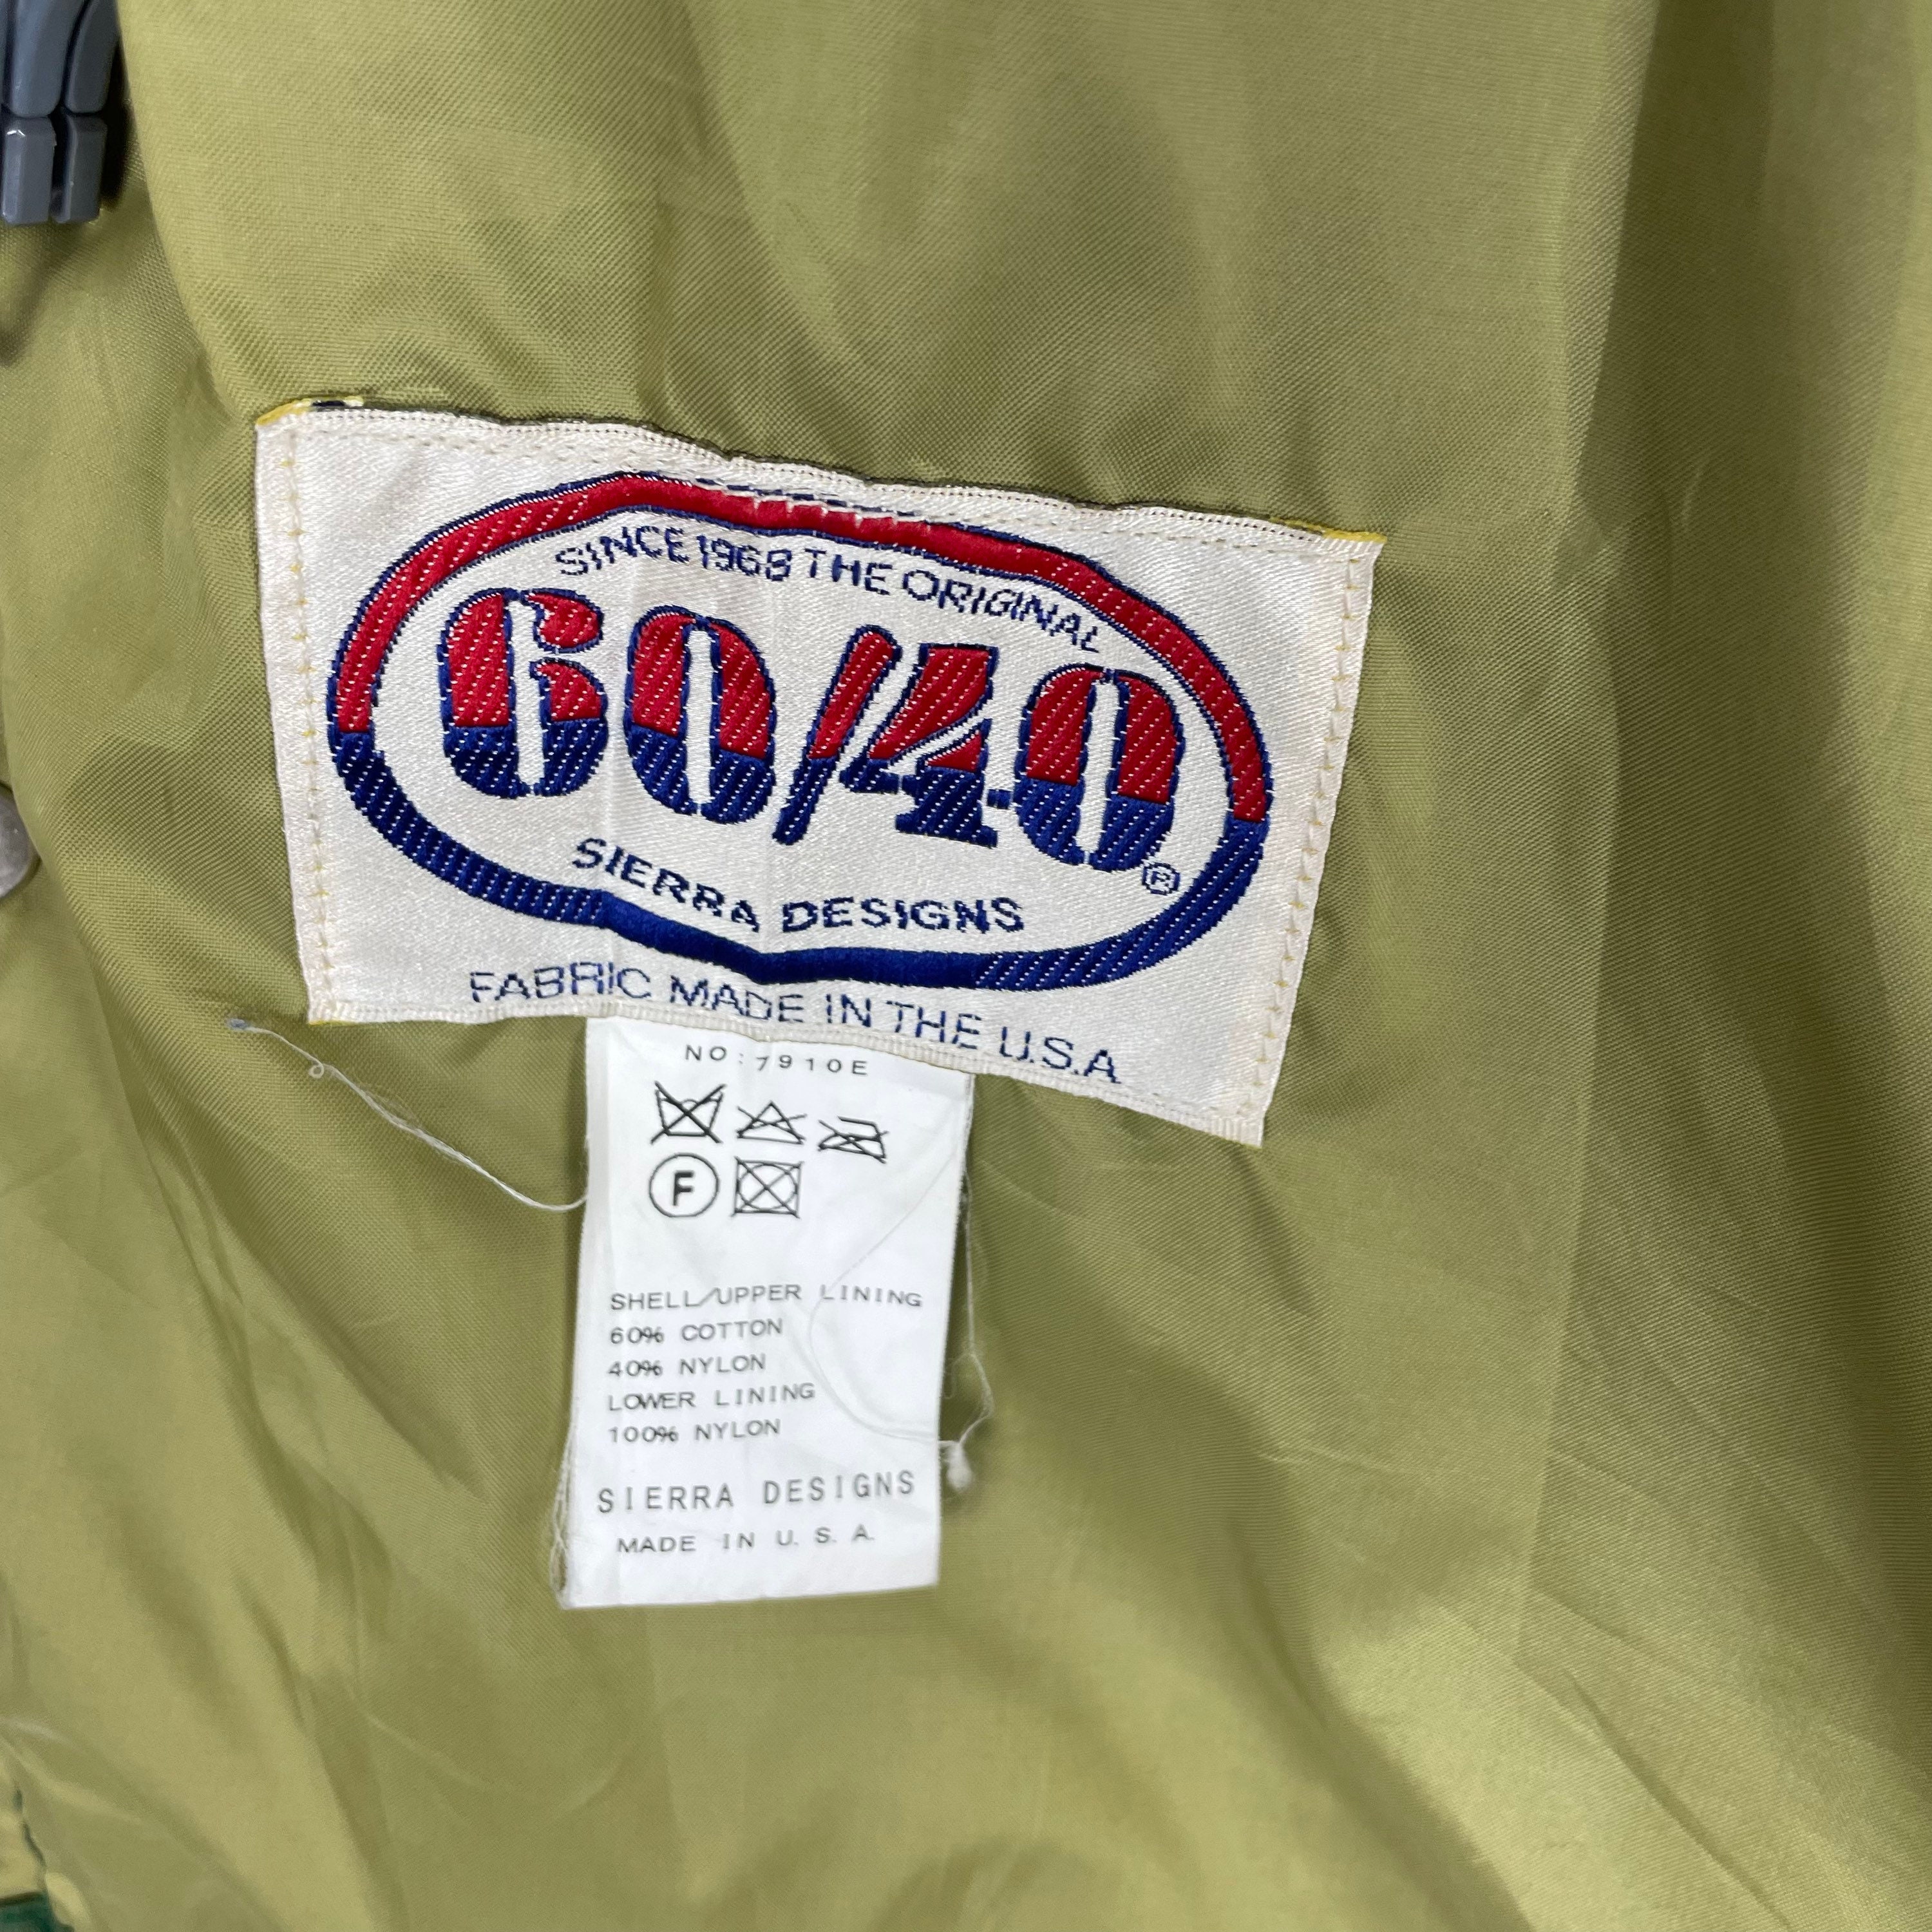 SINCE 1968 THE ORIGINAL
60/40®
SIERRA DESIGNS
FABRIC MADE IN THE U.S.A
NO:7910E
F
SHELL/UPPER LINING
60% COTTON
40% NYLON
LOWER LINING
100% NYLON
SIERRA DESIGNS
MADE IN U. S. A.